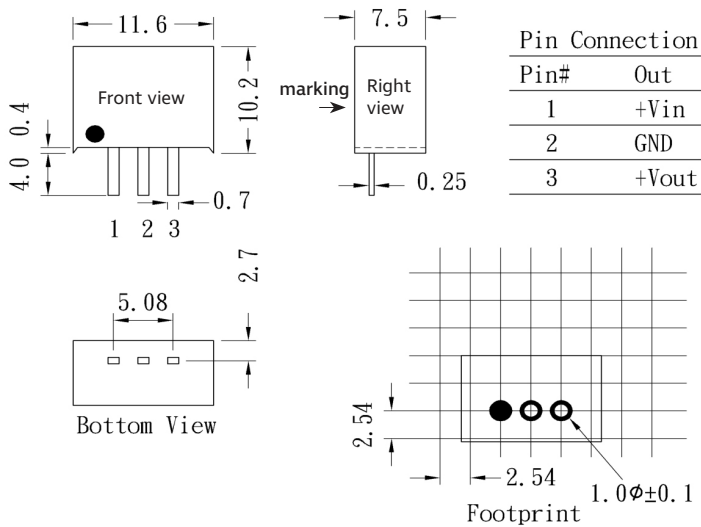 11.6
7.5
Front view
10.2
0.4
4.0
0.7
1 2 3
marking
Right
view
0.25
Pin Connection
Pin# Out
1 +Vin
2 GND
3 +Vout
2.7
5.08
Bottom View
2.54
2.54
1.0ϕ±0.1
Footprint